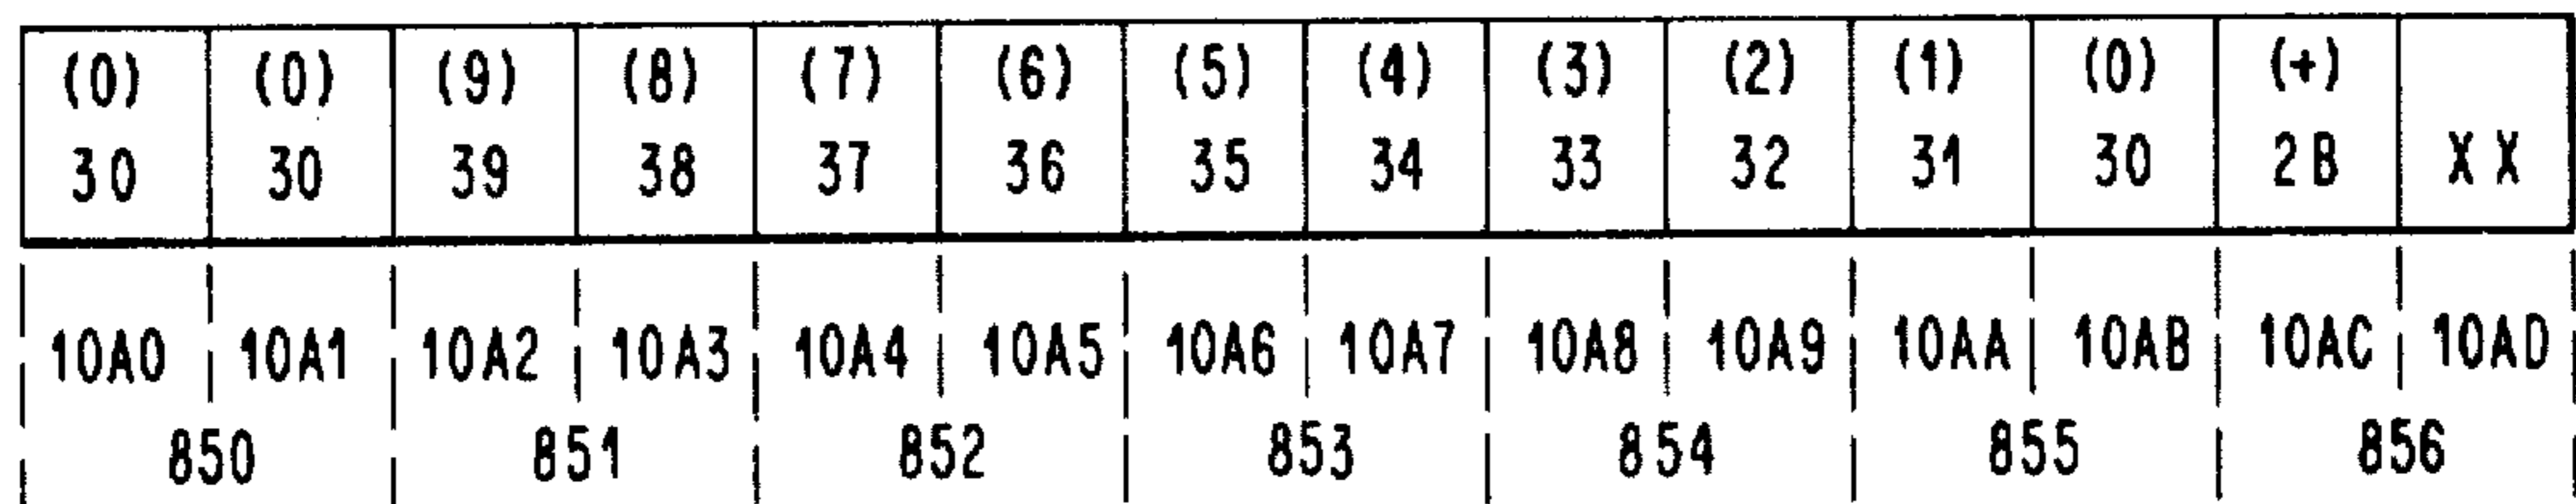 (0) (0) (9) (8) (7) (6) (5) (4) (3) (2) (1) (0) (+)
30 30 39 38 37 36 35 34 33 32 31 30 2B XX
10A0 10A1 10A2 10A3 10A4 10A5 10A6 10A7 10A8 10A9 10AA 10AB 10AC 10AD
850 851 852 853 854 855 856